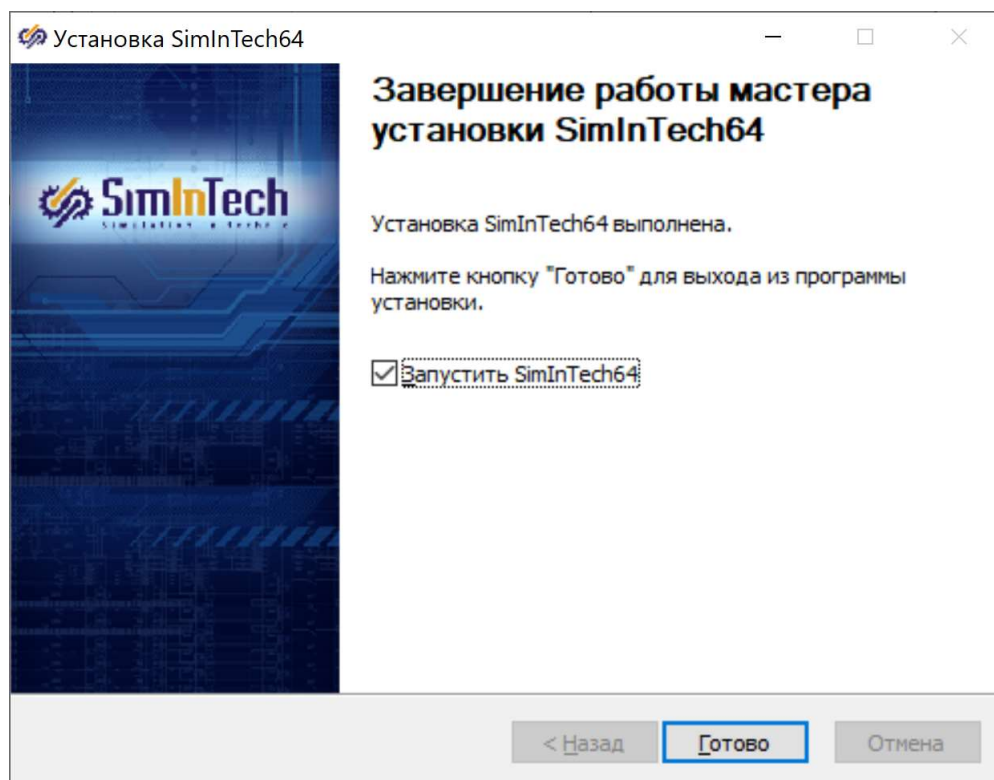 Установка SimInTech64
SimInTech
Завершение работы мастера
установки SimInTech64
Установка SimInTech64 выполнена.
Нажмите кнопку "Готово" для выхода из программы
установки.
Запустить SimInTech64
< Назад
Готово
Отмена